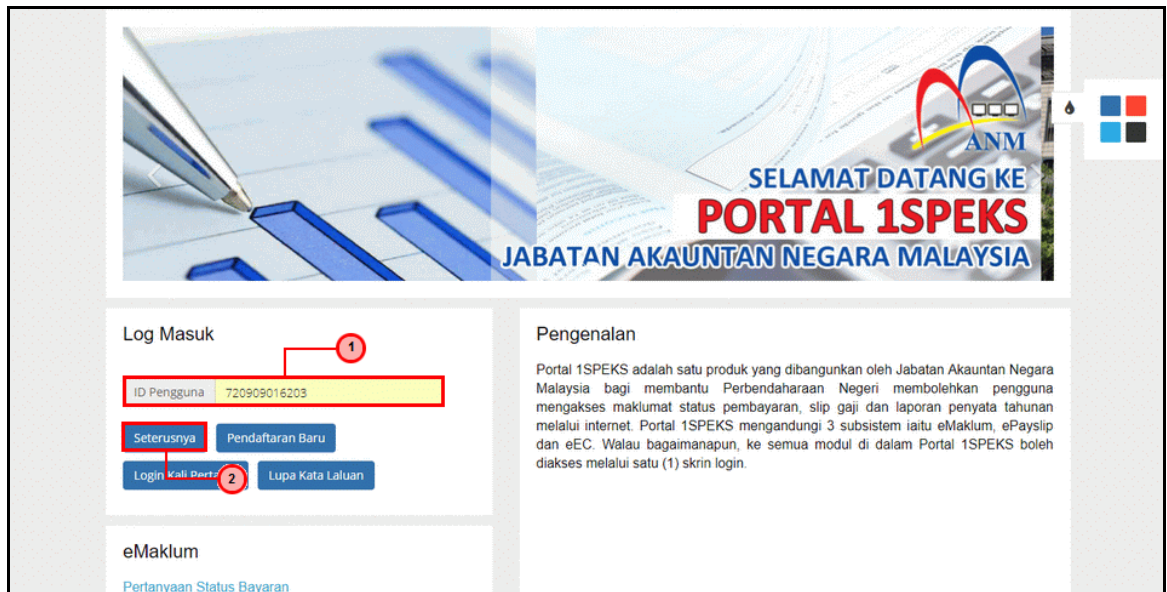 ANM
SELAMAT DATANG KE
PORTAL 1SPEKS
JABATAN AKAUNTAN NEGARA MALAYSIA
Log Masuk
1
ID Pengguna 720909016203
Seterusnya Pendaftaran Baru
Login Kali 2 Lupa Kata Laluan
eMaklum
Pertanyaan Status Bayaran
Pengenalan
Portal 1SPEKS adalah satu produk yang dibangunkan oleh Jabatan Akauntan Negara
Malaysia bagi membantu Perbendaharaan Negeri membolehkan pengguna
mengakses maklumat status pembayaran, slip gaji dan laporan penyata tahunan
melalui internet. Portal 1SPEKS mengandungi 3 subsistem iaitu eMaklum, ePayslip
dan eEC. Walau bagaimanapun, ke semua modul di dalam Portal 1SPEKS boleh
diakses melalui satu (1) skrin login.